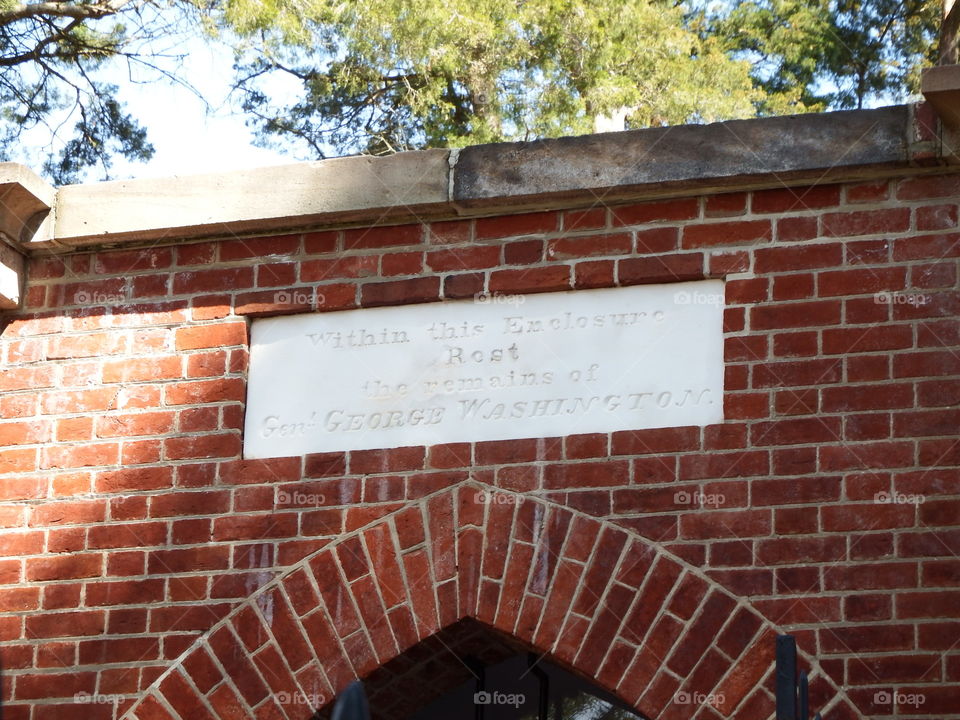 Within this Enclosure
Rest
the remains of
Genl. GEORGE WASHINGTON.